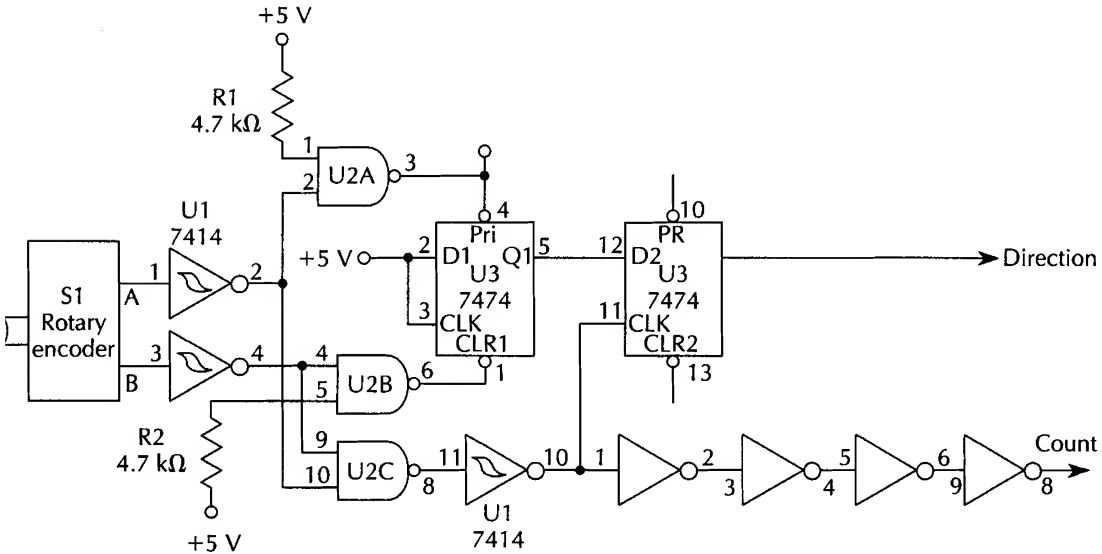 +5 V
R1
4.7 kΩ
1
2
U2A
3
U1
7414
S1
Rotary
encoder
A
1
2
B
3
4
+5 V
4
Pri
2
D1
Q1
5
U3
7474
3
CLK
CLR1
1
10
PR
12
D2
U3
7474
11
CLK
CLR2
13
Direction
4
5
U2B
6
R2
4.7 kΩ
+5 V
9
10
U2C
8
11
10
U1
7414
1
2
3
4
5
6
9
8
Count